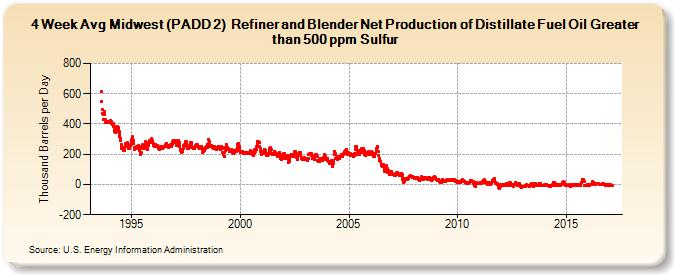 4 Week Avg Midwest (PADD 2) Refiner and Blender Net Production of Distillate Fuel Oil Greater
than 500 ppm Sulfur
Thousand Barrels per Day
800
600
400
200
0
-200
1995
2000
2005
2010
2015
Source: U.S. Energy Information Administration